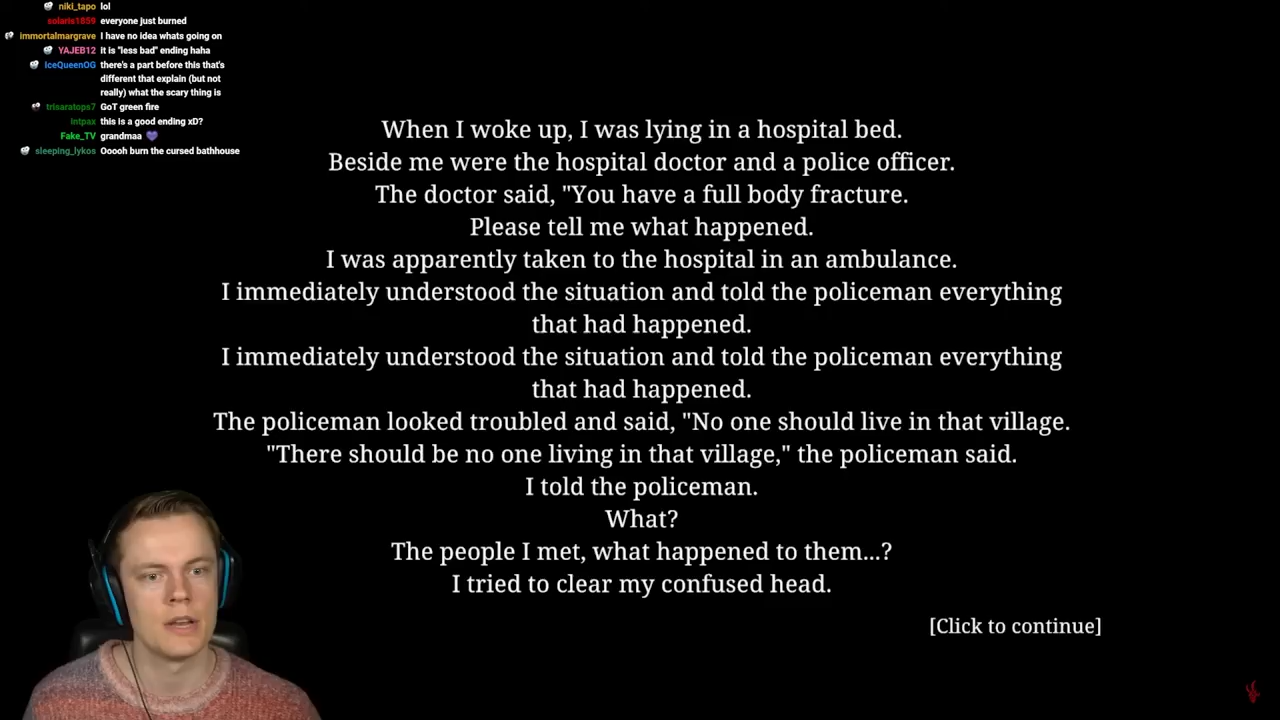 niki_tapo lol
solaris1859 everyone just burned
immortalmargrave I have no idea whats going on
YAJEB12 it is "less bad" ending haha
IceQueenOG there's a part before this that's
different that explain (but not
really) what the scary thing is
trisaratops7 GoT green fire
intpax this is a good ending xD?
Fake_TV grandmaa 💜
sleeping_lykos Ooooh burn the cursed bathhouse
When I woke up, I was lying in a hospital bed.
Beside me were the hospital doctor and a police officer.
The doctor said, "You have a full body fracture.
Please tell me what happened.
I was apparently taken to the hospital in an ambulance.
I immediately understood the situation and told the policeman everything
that had happened.
I immediately understood the situation and told the policeman everything
that had happened.
The policeman looked troubled and said, "No one should live in that village.
"There should be no one living in that village," the policeman said.
I told the policeman.
What?
The people I met, what happened to them...?
I tried to clear my confused head.
[Click to continue]